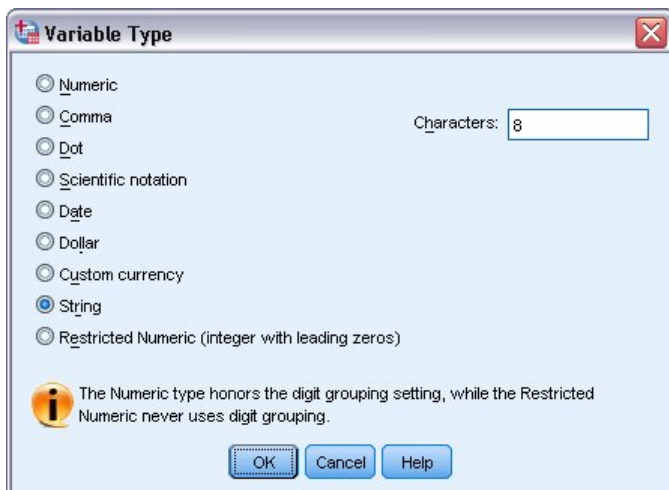 Variable Type
Numeric
Comma
Characters: 8
Dot
Scientific notation
Date
Dollar
Custom currency
String
Restricted Numeric (integer with leading zeros)
The Numeric type honors the digit grouping setting, while the Restricted
Numeric never uses digit grouping.
OK Cancel Help